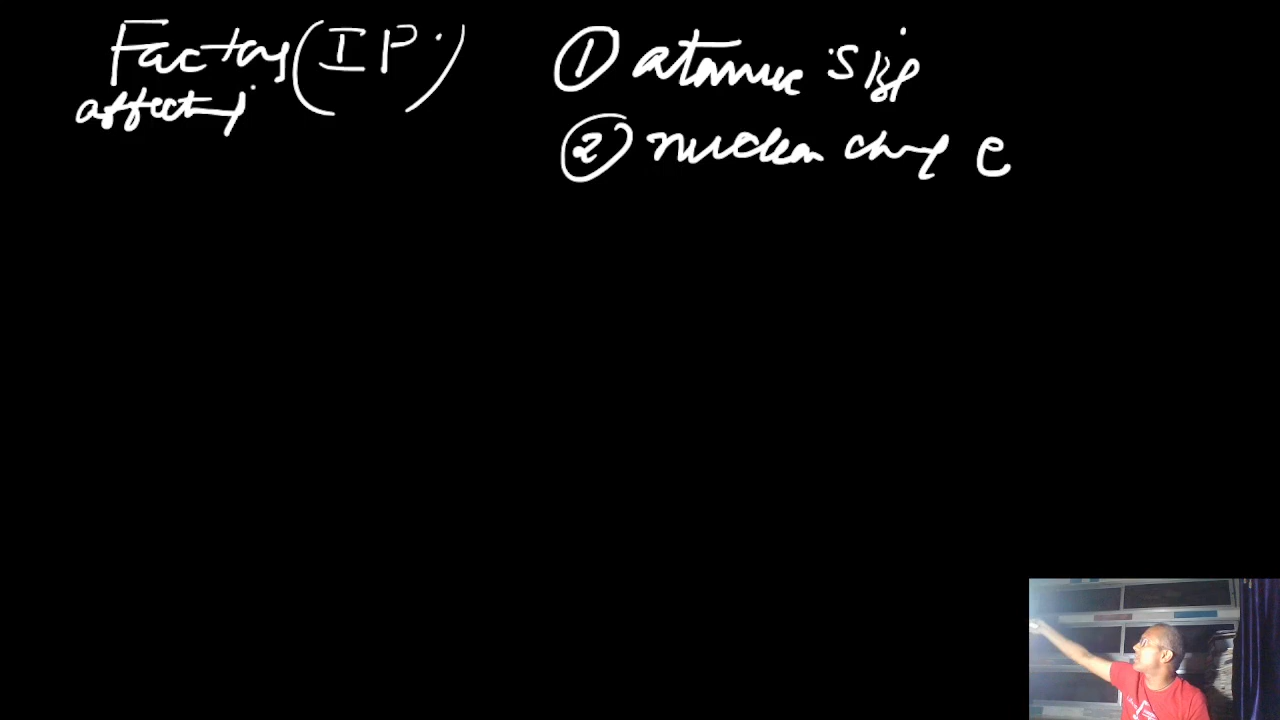 Factors (I P.)
affecting
① atomic size
② nuclear charge e